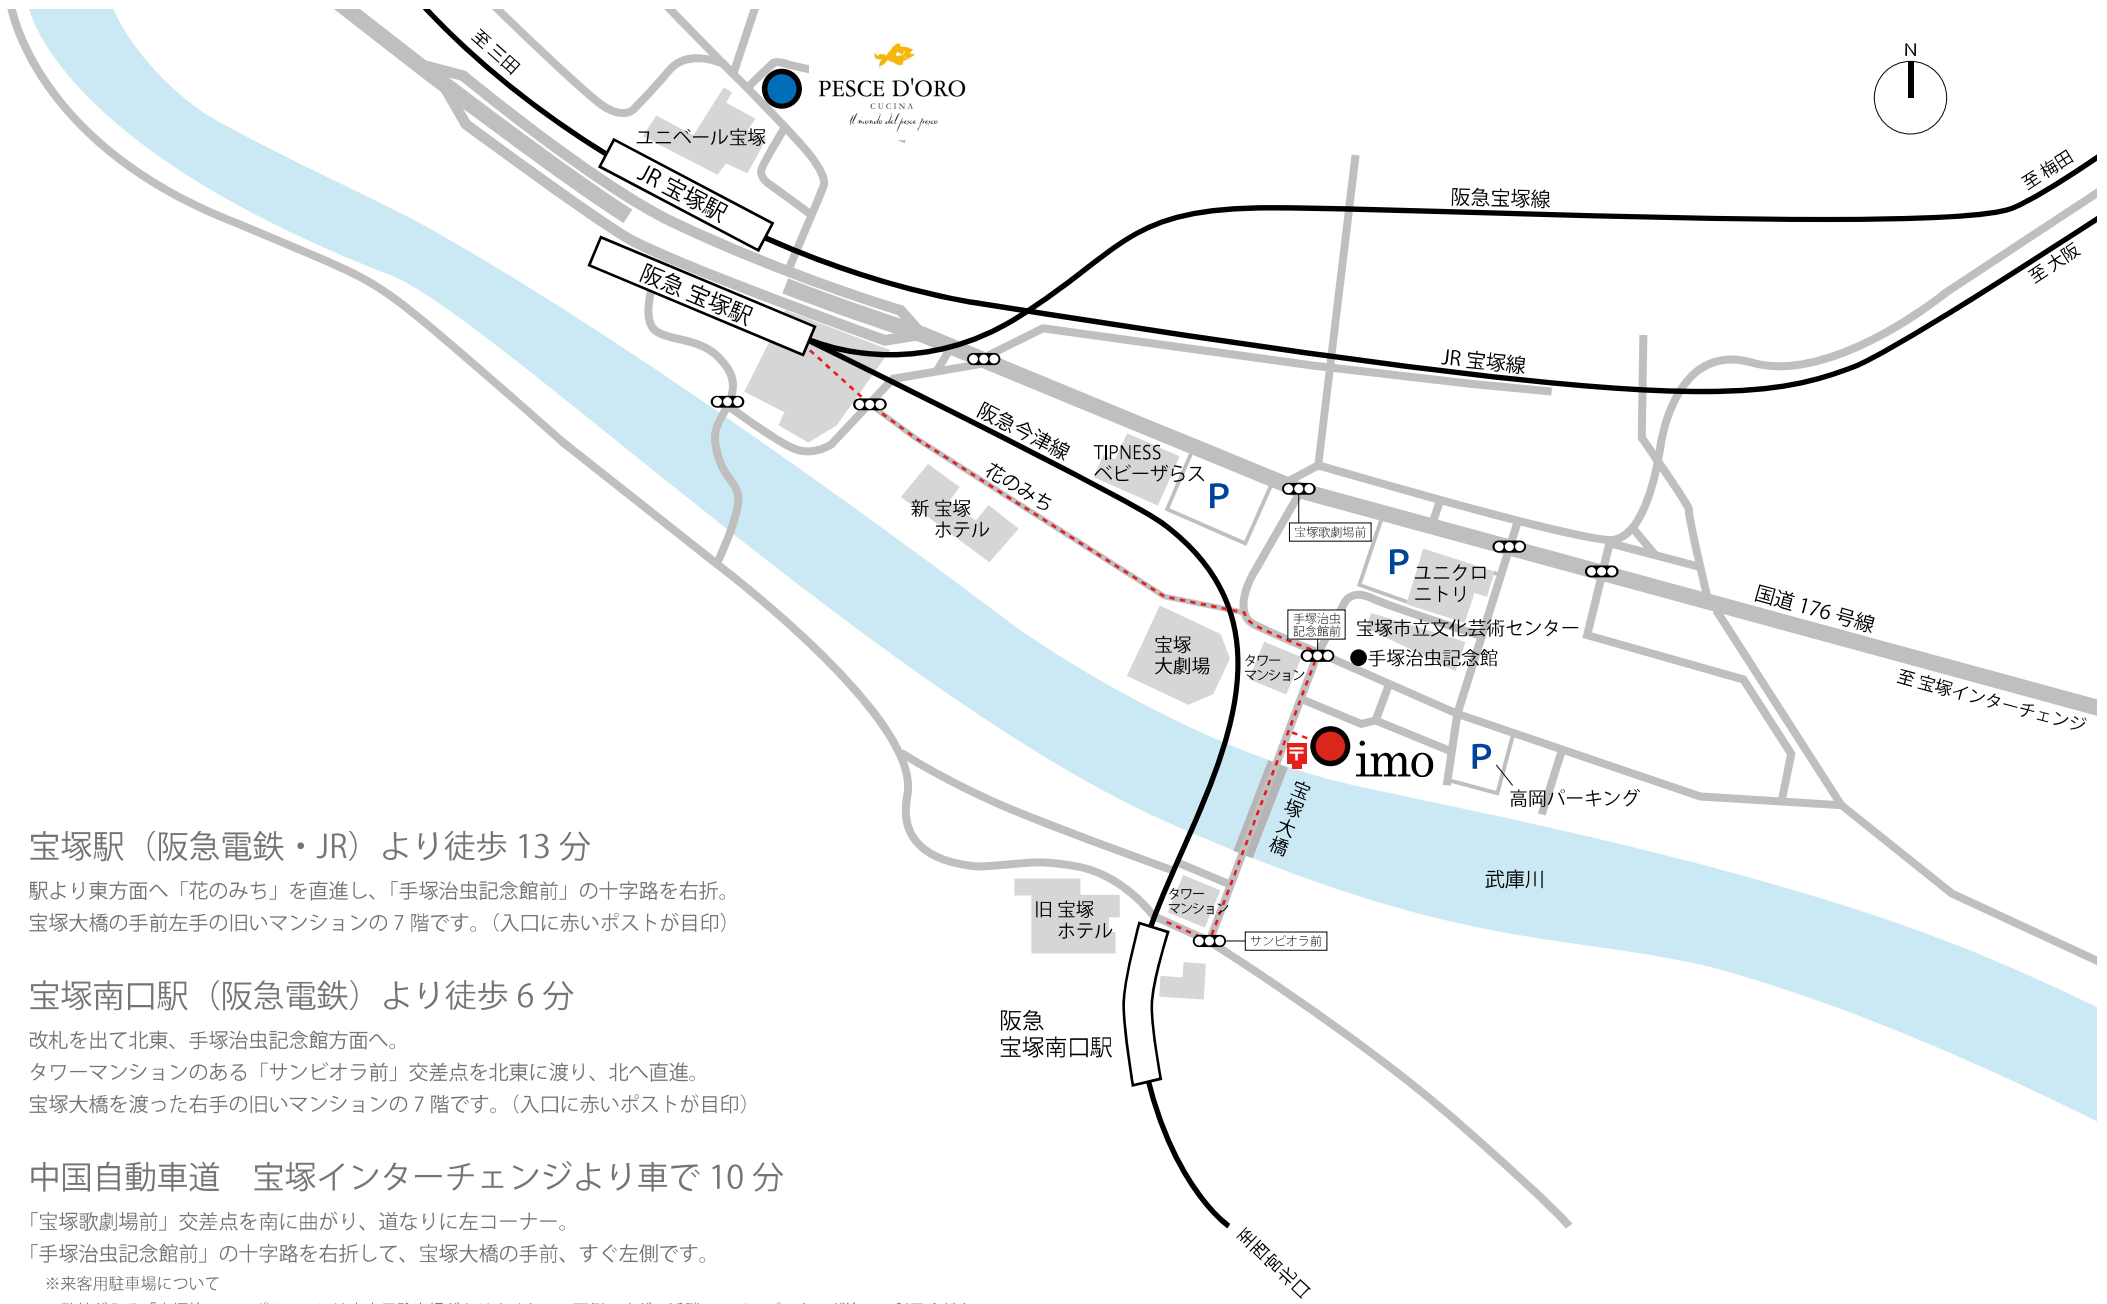 N
至 三田
PESCE D'ORO
CUCINA
Il mondo del pesce fresco
ユニベール宝塚
JR 宝塚駅
阪急 宝塚駅
阪急宝塚線
至 梅田
至 大阪
JR 宝塚線
阪急今津線
花のみち
TIPNESS
ベビーザらス
P
新 宝塚
ホテル
宝塚歌劇場前
P
ユニクロ
ニトリ
国道 176 号線
至 宝塚インターチェンジ
手塚治虫
記念館前
宝塚市立文化芸術センター
手塚治虫記念館
宝塚
大劇場
タワー
マンション
〒
imo
P
高岡パーキング
宝塚大橋
武庫川
タワー
マンション
旧 宝塚
ホテル
サンビオラ前
阪急
宝塚南口駅
至西宮北口
宝塚駅（阪急電鉄・JR）より徒歩 13 分
駅より東方面へ「花のみち」を直進し、「手塚治虫記念館前」の十字路を右折。
宝塚大橋の手前左手の旧いマンションの 7 階です。（入口に赤いポストが目印）
宝塚南口駅（阪急電鉄）より徒歩 6 分
改札を出て北東、手塚治虫記念館方面へ。
タワーマンションのある「サンビオラ前」交差点を北東に渡り、北へ直進。
宝塚大橋を渡った右手の旧いマンションの 7 階です。（入口に赤いポストが目印）
中国自動車道　宝塚インターチェンジより車で 10 分
「宝塚歌劇場前」交差点を南に曲がり、道なりに左コーナー。
「手塚治虫記念館前」の十字路を右折して、宝塚大橋の手前、すぐ左側です。
※来客用駐車場について